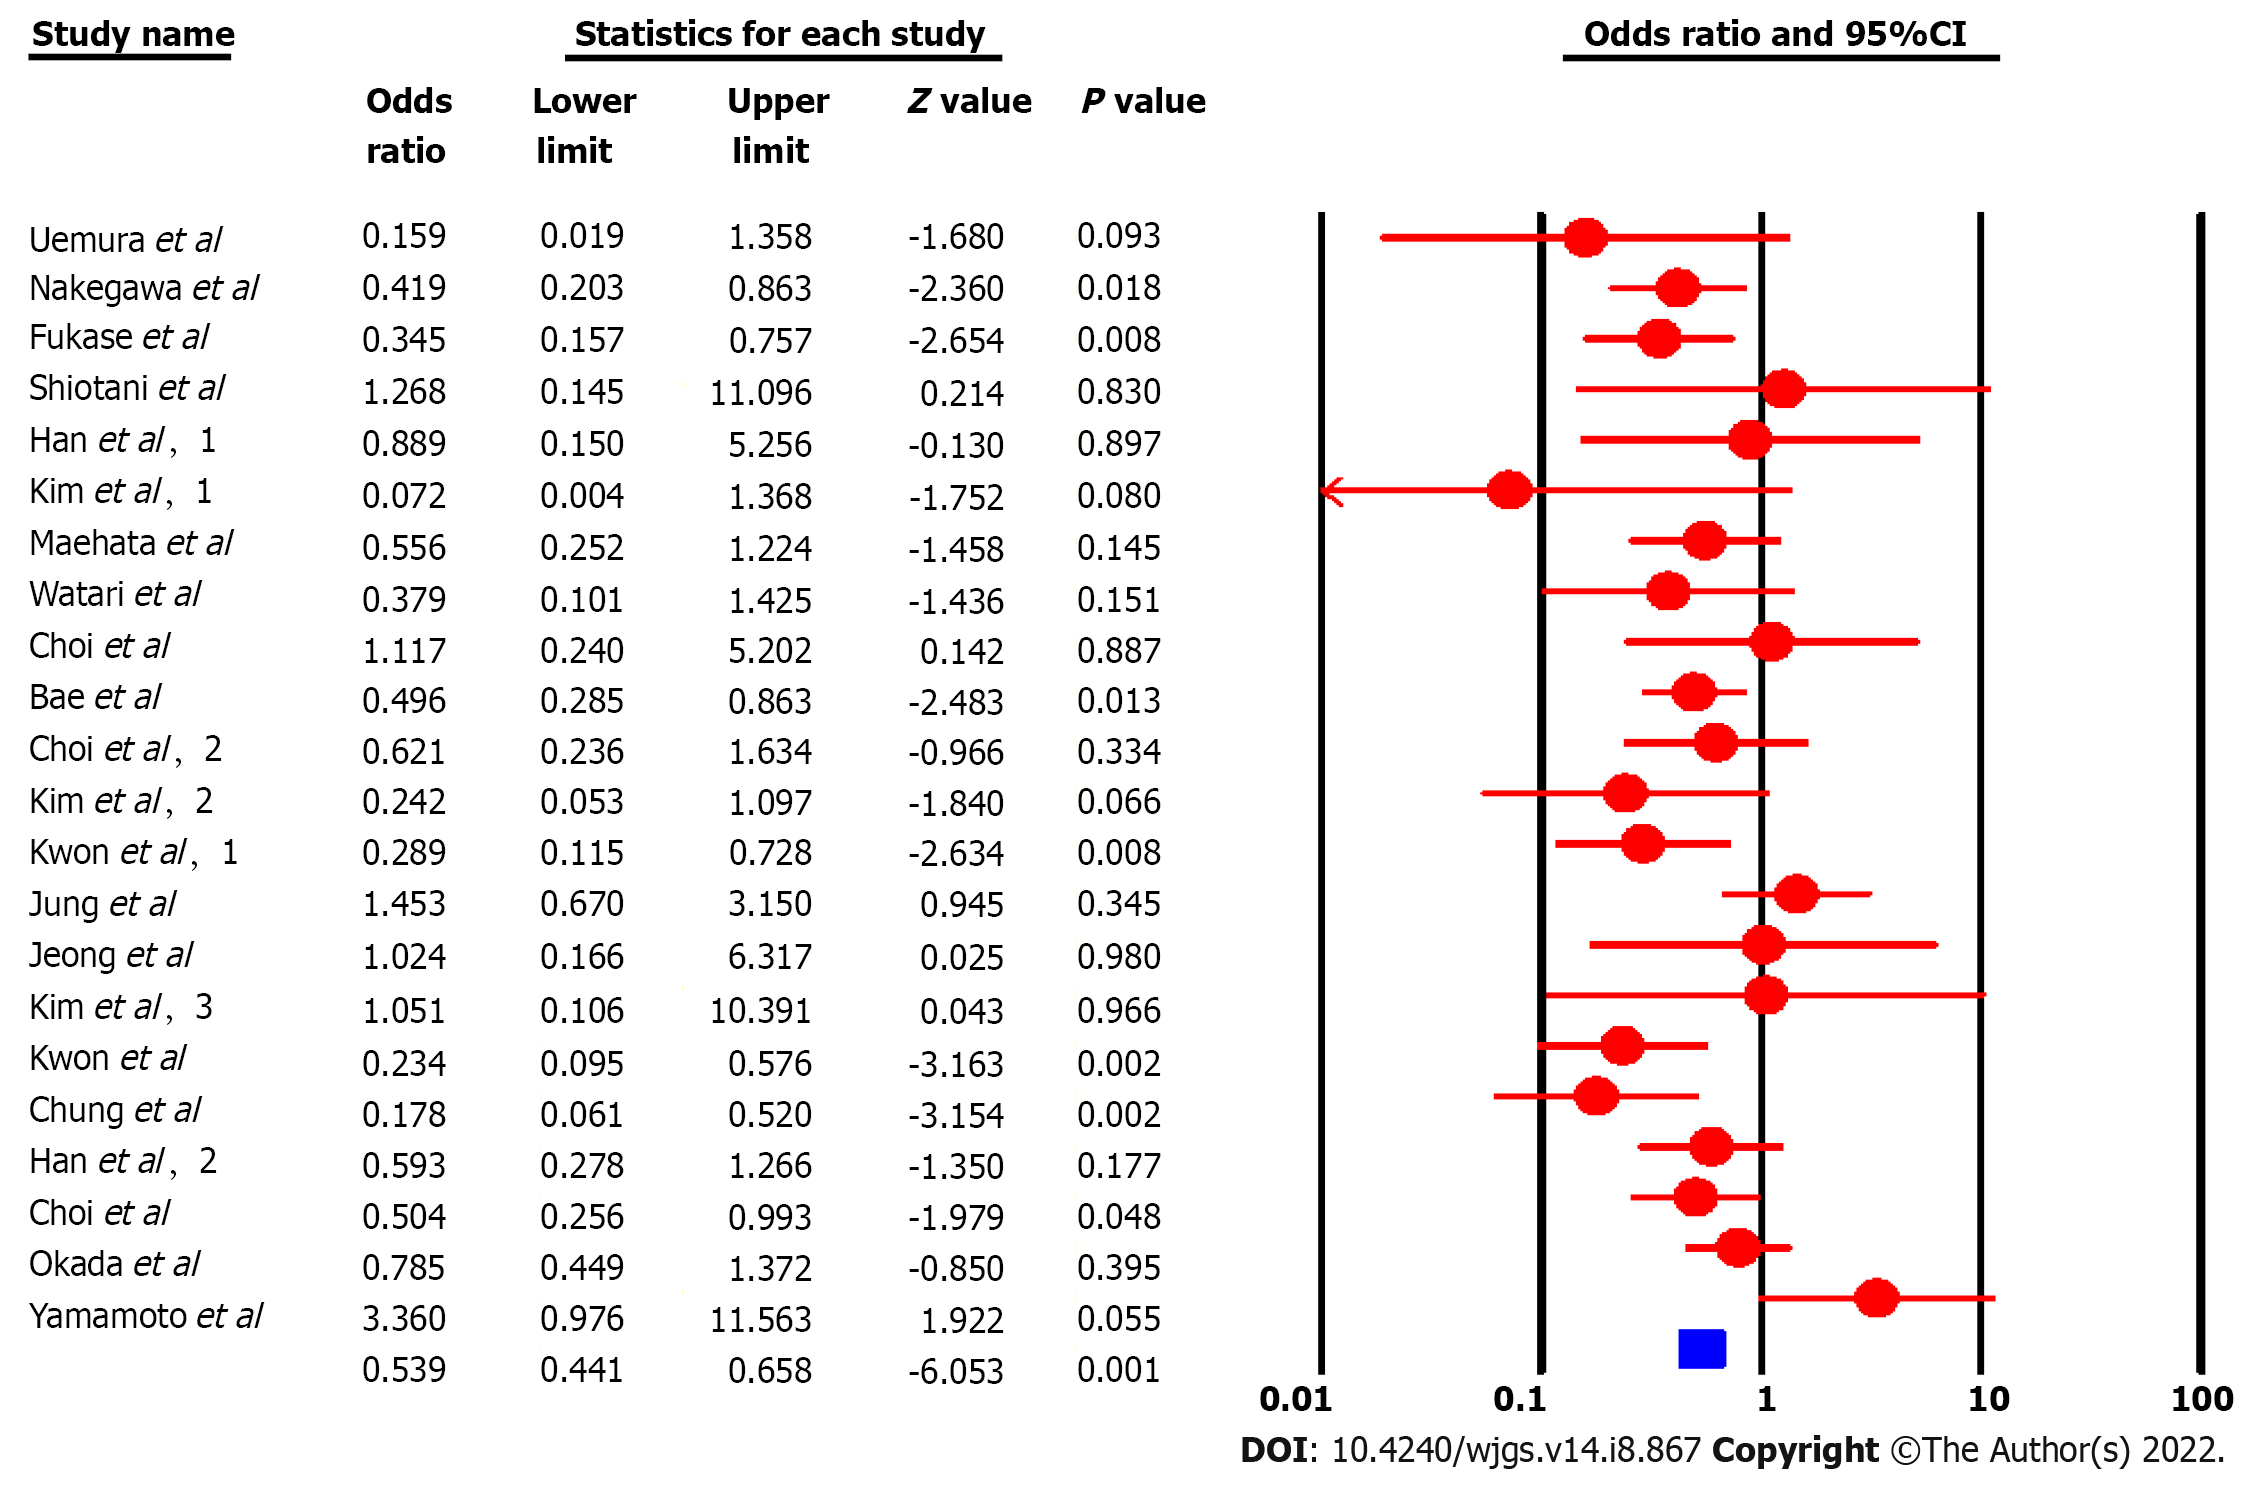 Study name Statistics for each study Odds ratio and 95%CI
Odds Lower Upper Z value P value
ratio limit limit
Uemura et al 0.159 0.019 1.358 -1.680 0.093
Nakegawa et al 0.419 0.203 0.863 -2.360 0.018
Fukase et al 0.345 0.157 0.757 -2.654 0.008
Shiotani et al 1.268 0.145 11.096 0.214 0.830
Han et al, 1 0.889 0.150 5.256 -0.130 0.897
Kim et al, 1 0.072 0.004 1.368 -1.752 0.080
Maehata et al 0.556 0.252 1.224 -1.458 0.145
Watari et al 0.379 0.101 1.425 -1.436 0.151
Choi et al 1.117 0.240 5.202 0.142 0.887
Bae et al 0.496 0.285 0.863 -2.483 0.013
Choi et al, 2 0.621 0.236 1.634 -0.966 0.334
Kim et al, 2 0.242 0.053 1.097 -1.840 0.066
Kwon et al, 1 0.289 0.115 0.728 -2.634 0.008
Jung et al 1.453 0.670 3.150 0.945 0.345
Jeong et al 1.024 0.166 6.317 0.025 0.980
Kim et al, 3 1.051 0.106 10.391 0.043 0.966
Kwon et al 0.234 0.095 0.576 -3.163 0.002
Chung et al 0.178 0.061 0.520 -3.154 0.002
Han et al, 2 0.593 0.278 1.266 -1.350 0.177
Choi et al 0.504 0.256 0.993 -1.979 0.048
Okada et al 0.785 0.449 1.372 -0.850 0.395
Yamamoto et al 3.360 0.976 11.563 1.922 0.055
0.539 0.441 0.658 -6.053 0.001
0.01 0.1 1 10 100
DOI: 10.4240/wjgs.v14.i8.867 Copyright ©The Author(s) 2022.